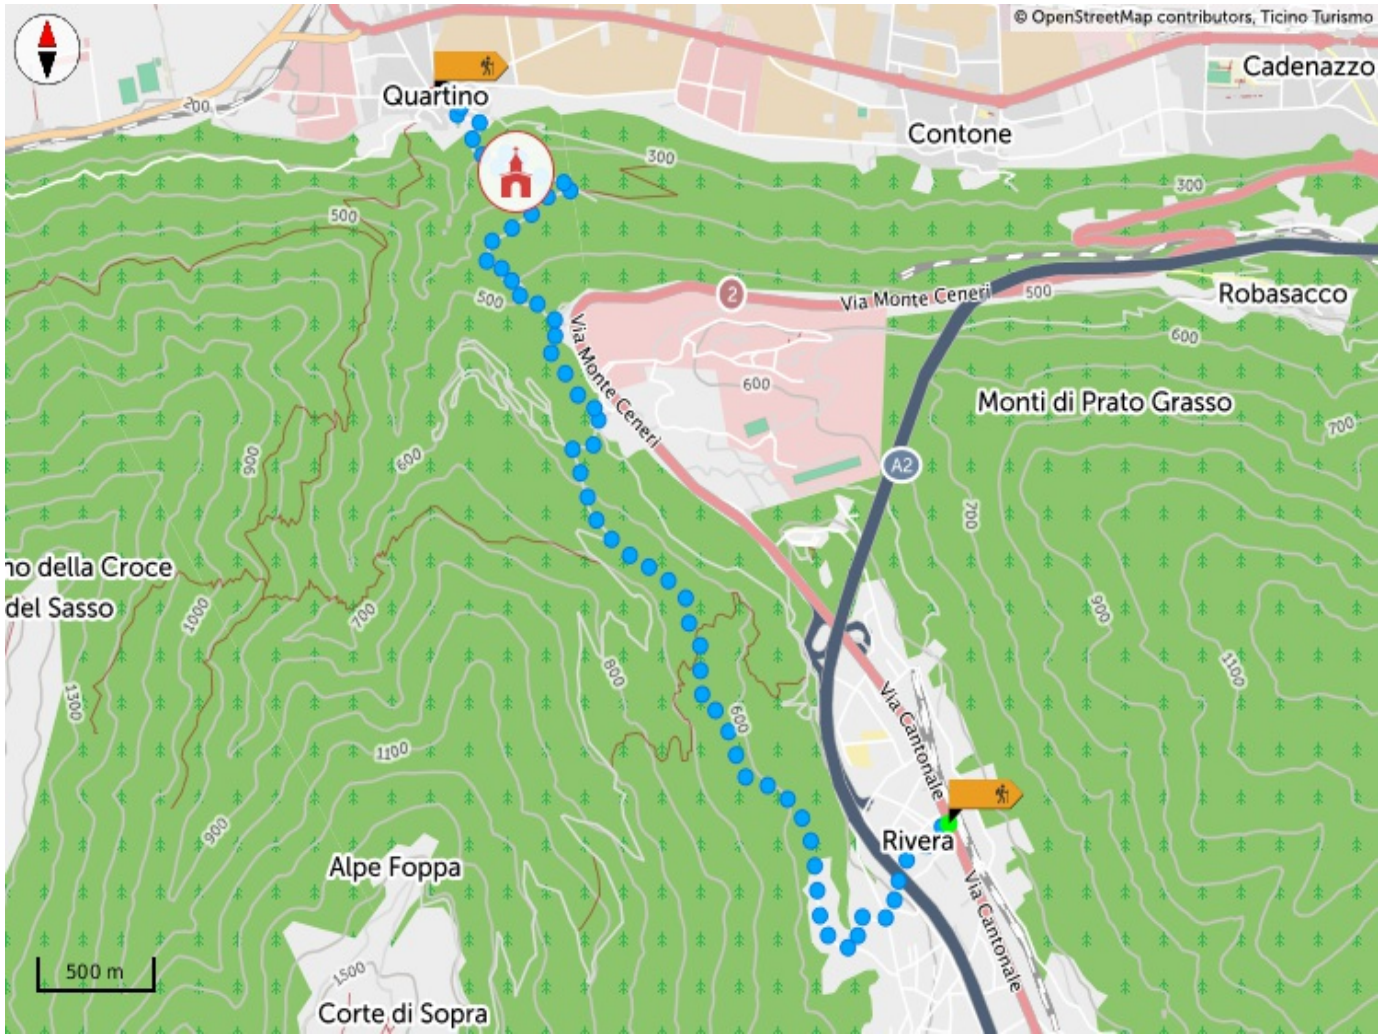 © OpenStreetMap contributors, Ticino Turismo
Cadenazzo
Quartino
200
Contone
300
300
500
2
Via Monte Ceneri
500
Robasacco
500
Via Monte Ceneri
600
600
Monti di Prato Grasso
700
600
900
A2
700
no della Croce
del Sasso
1000
700
900
800
1100
1300
600
Via Cantonale
1100
900
Rivera
Alpe Foppa
Via Cantonale
500 m
1500
Corte di Sopra